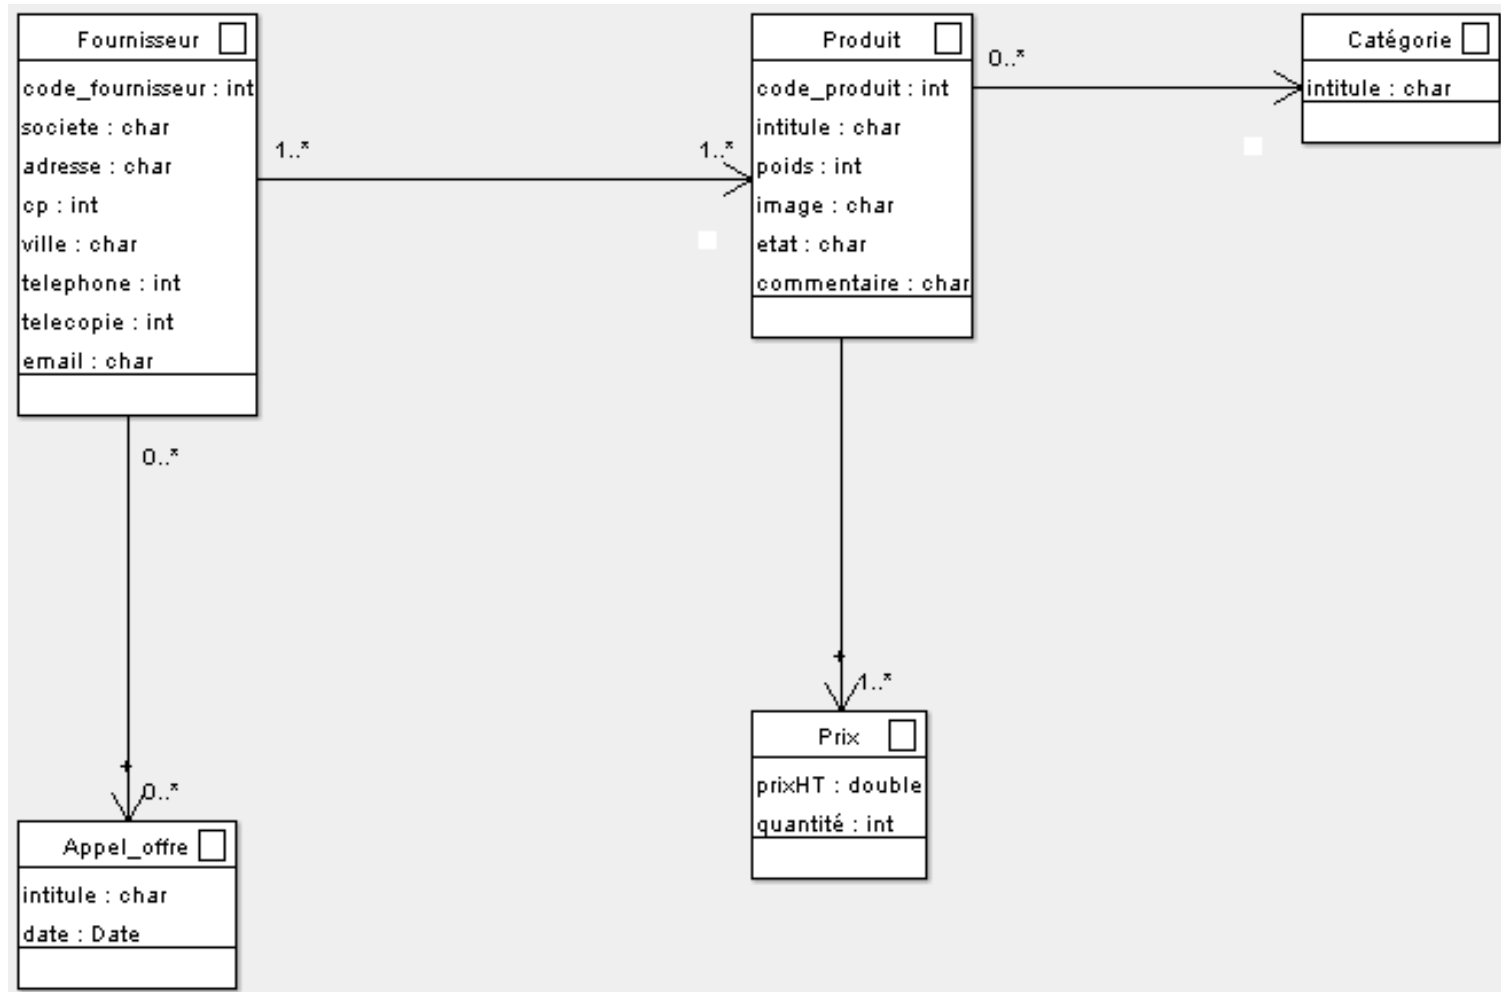 Fournisseur
code_fournisseur : int
societe : char
adresse : char
cp : int
ville : char
telephone : int
telecopie : int
email : char
1..*
1..*
Produit
code_produit : int
intitule : char
poids : int
image : char
etat : char
commentaire : char
0..*
Catégorie
intitule : char
0..*
0..*
Appel_offre
intitule : char
date : Date
1..*
Prix
prixHT : double
quantité : int